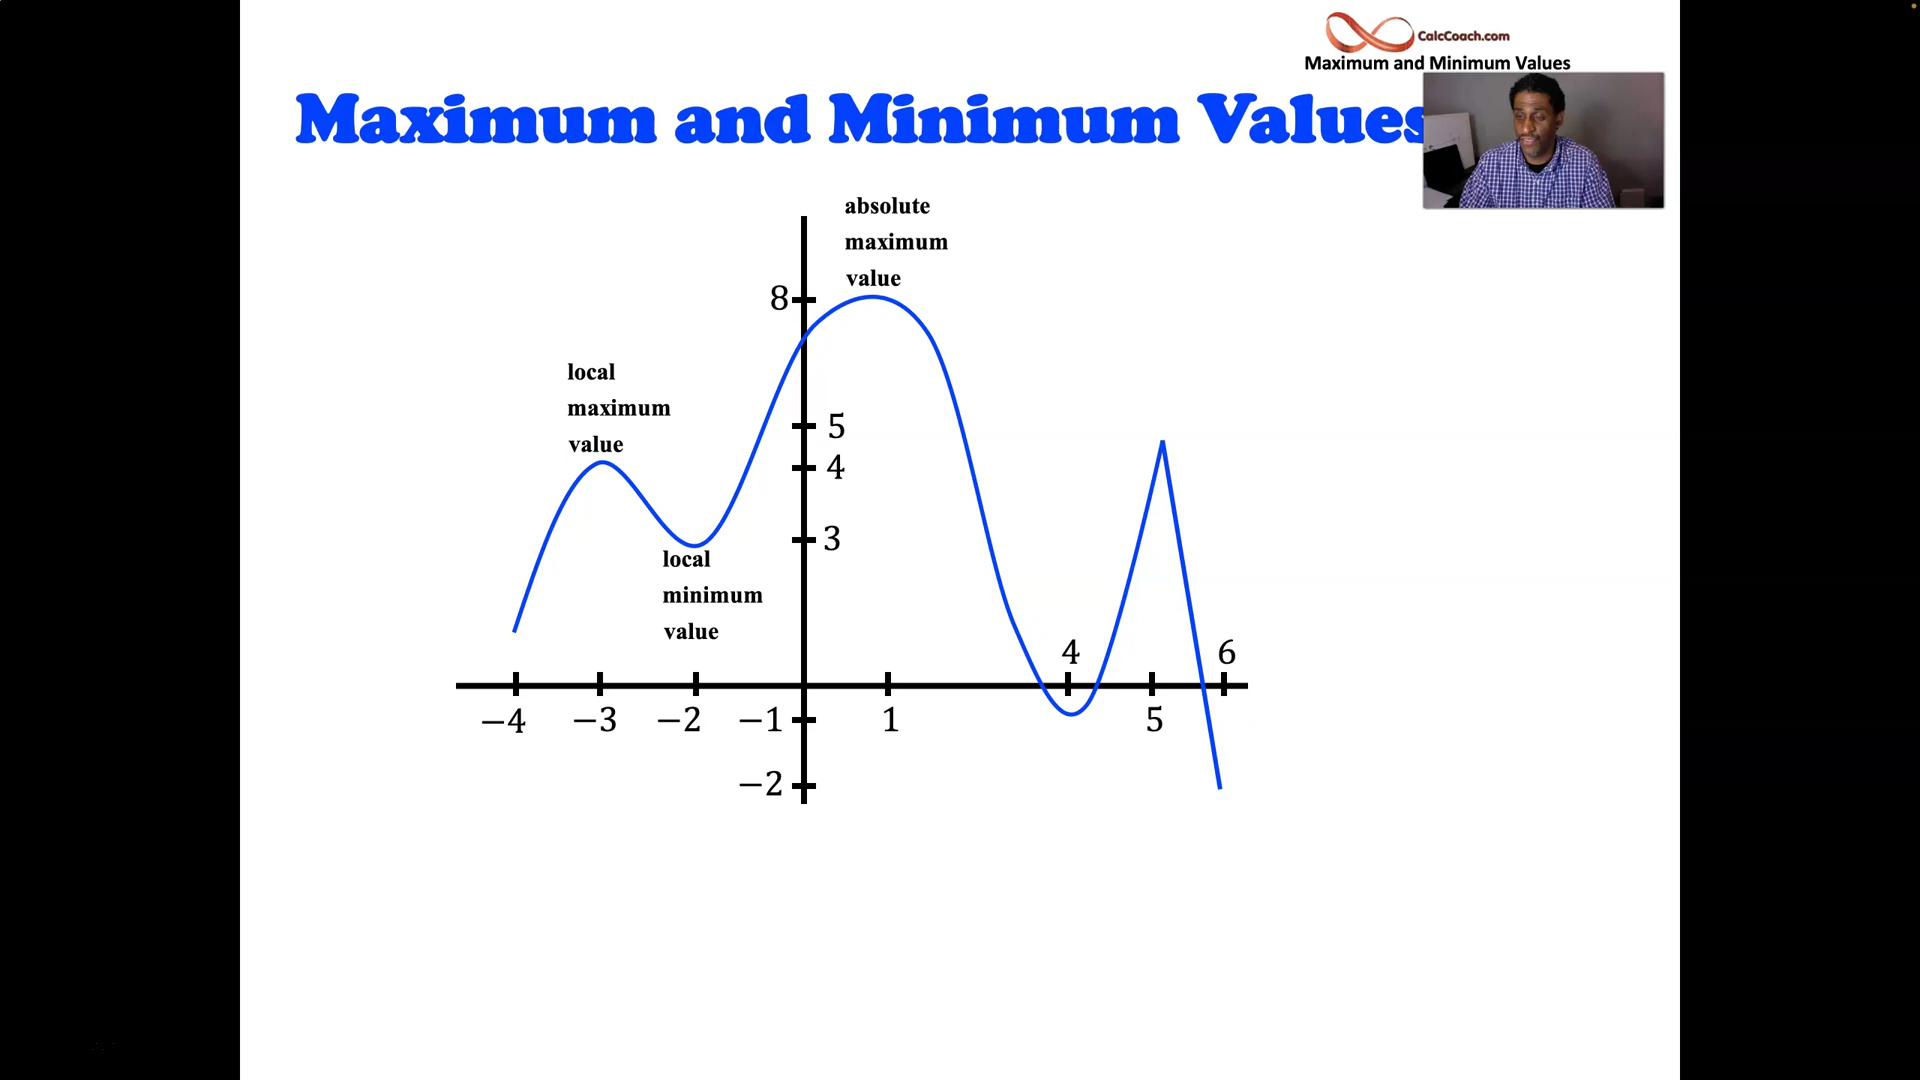 CalcCoach.com
Maximum and Minimum Values
Maximum and Minimum Values
absolute
maximum
value
8
local
maximum
value
5
4
3
local
minimum
value
4
6
−4
−3
−2
−1
1
5
−2